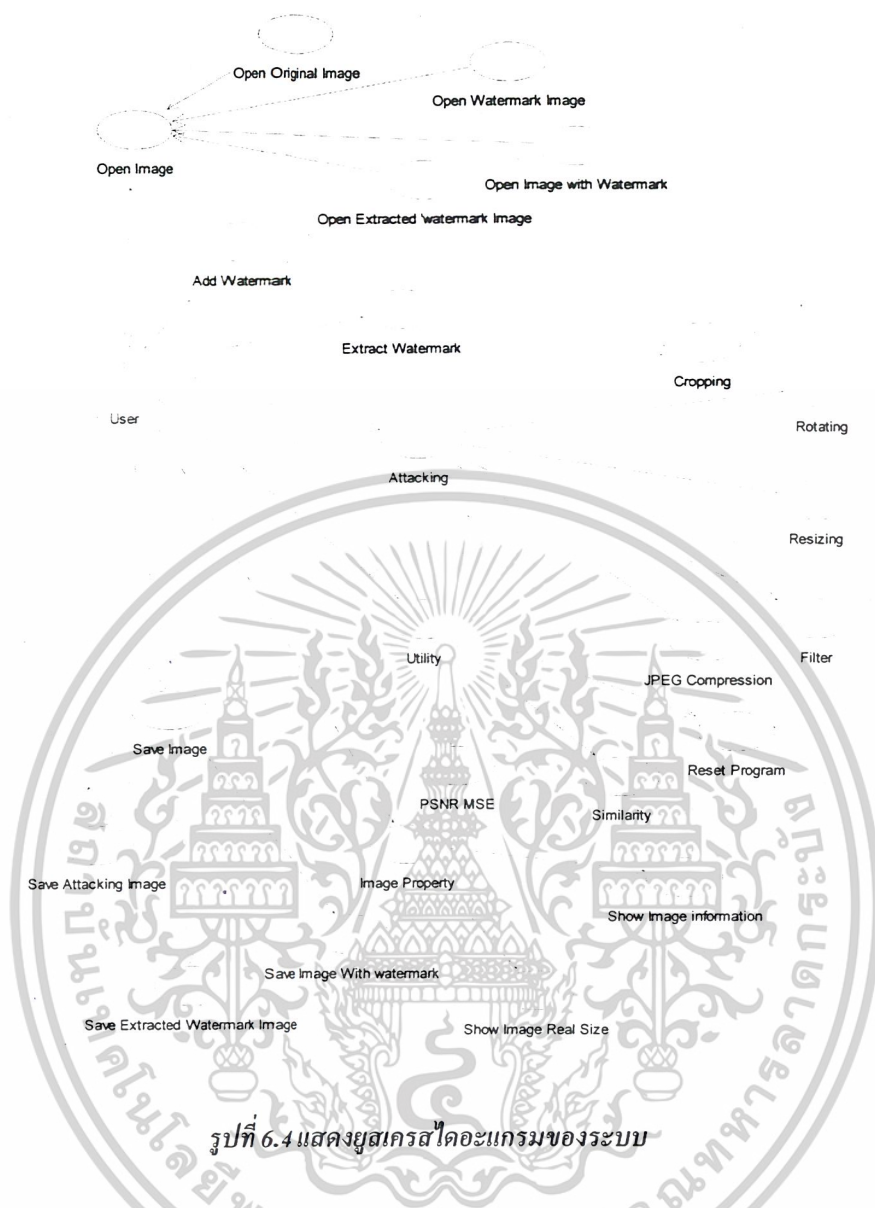 Open Original Image
Open Watermark Image
Open Image
Open Image with Watermark
Open Extracted Watermark Image
Add Watermark
Extract Watermark
Cropping
User
Rotating
Attacking
Resizing
Utility
Filter
JPEG Compression
Save Image
Reset Program
PSNR MSE
Similarity
Save Attacking Image
Image Property
Show Image information
Save Image With watermark
Save Extracted Watermark Image
Show Image Real Size
รูปที่ 6.4 แสดงยูสเครสไดอะแกรมของระบบ